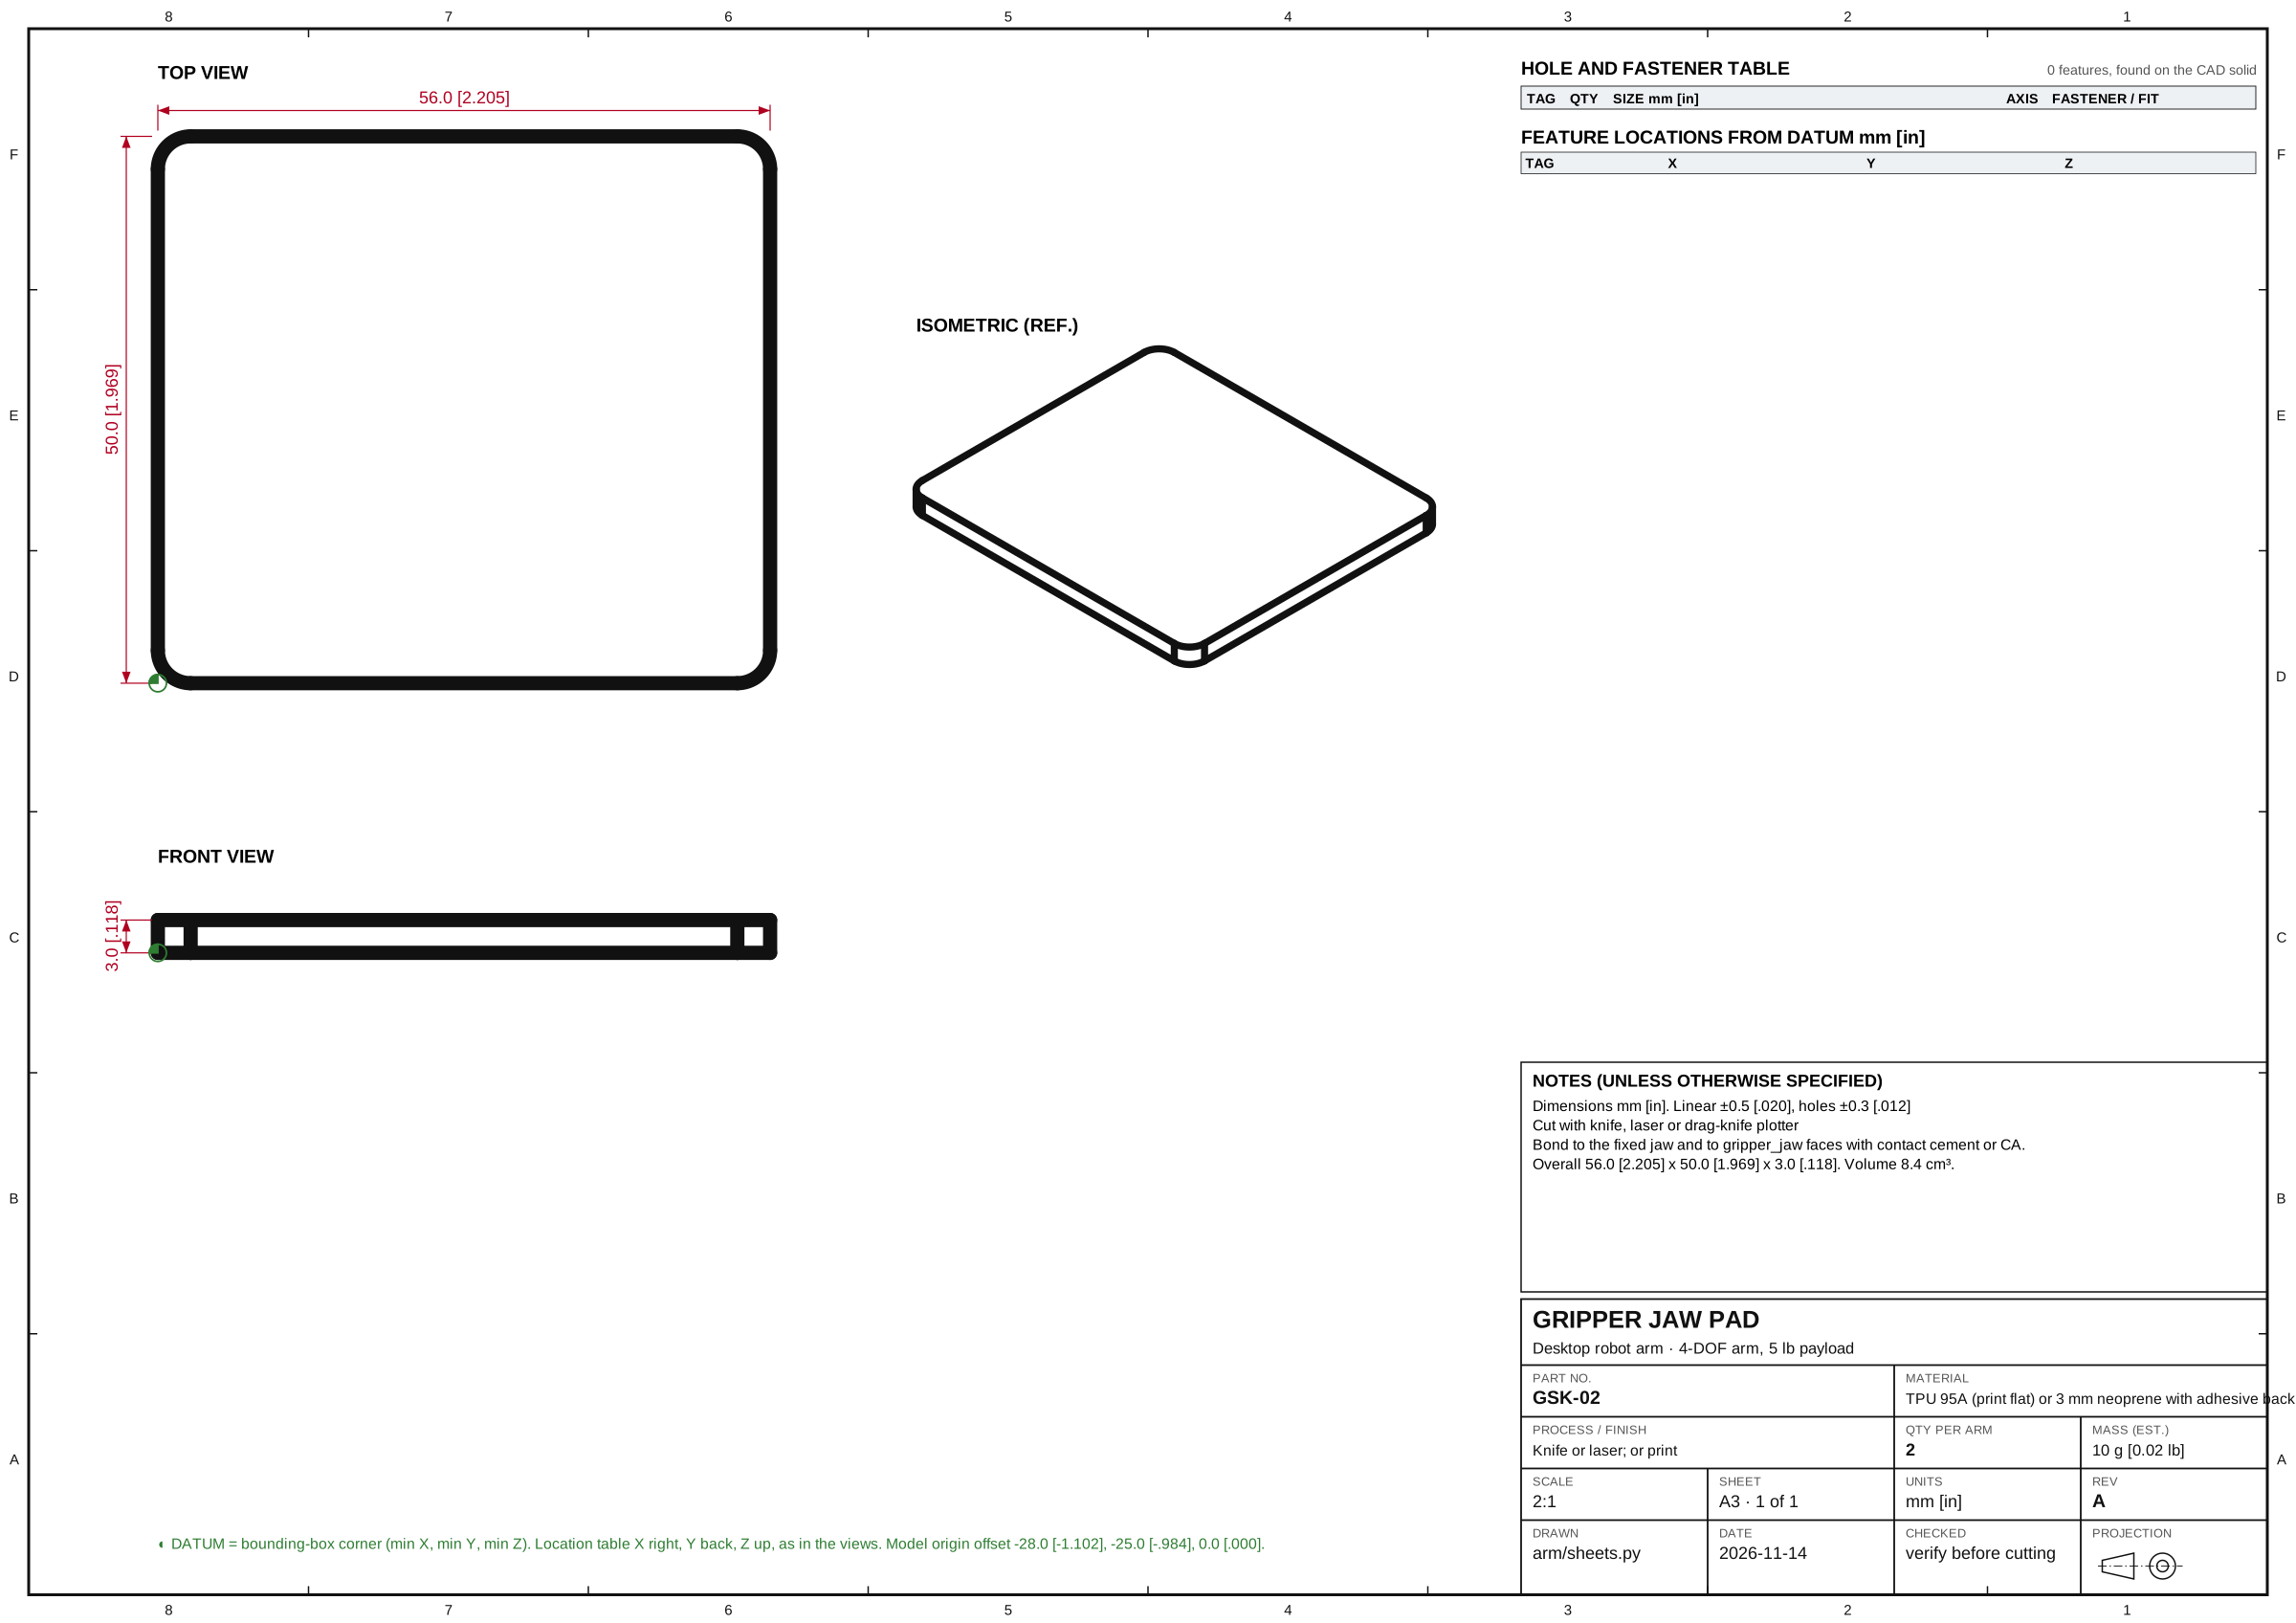 8 7 6 5 4 3 2 1
TOP VIEW
56.0 [2.205]
50.0 [1.969]
ISOMETRIC (REF.)
FRONT VIEW
3.0 [.118]
HOLE AND FASTENER TABLE
0 features, found on the CAD solid
TAG QTY SIZE mm [in] AXIS FASTENER / FIT
FEATURE LOCATIONS FROM DATUM mm [in]
TAG X Y Z
F F
E E
D D
C C
B B
A A
NOTES (UNLESS OTHERWISE SPECIFIED)
Dimensions mm [in]. Linear ±0.5 [.020], holes ±0.3 [.012]
Cut with knife, laser or drag-knife plotter
Bond to the fixed jaw and to gripper_jaw faces with contact cement or CA.
Overall 56.0 [2.205] x 50.0 [1.969] x 3.0 [.118]. Volume 8.4 cm³.
GRIPPER JAW PAD
Desktop robot arm · 4-DOF arm, 5 lb payload
PART NO.
GSK-02
MATERIAL
TPU 95A (print flat) or 3 mm neoprene with adhesive back
PROCESS / FINISH
Knife or laser; or print
QTY PER ARM
2
MASS (EST.)
10 g [0.02 lb]
SCALE
2:1
SHEET
A3 · 1 of 1
UNITS
mm [in]
REV
A
DRAWN
arm/sheets.py
DATE
2026-11-14
CHECKED
verify before cutting
PROJECTION
DATUM = bounding-box corner (min X, min Y, min Z). Location table X right, Y back, Z up, as in the views. Model origin offset -28.0 [-1.102], -25.0 [-.984], 0.0 [.000].
8 7 6 5 4 3 2 1